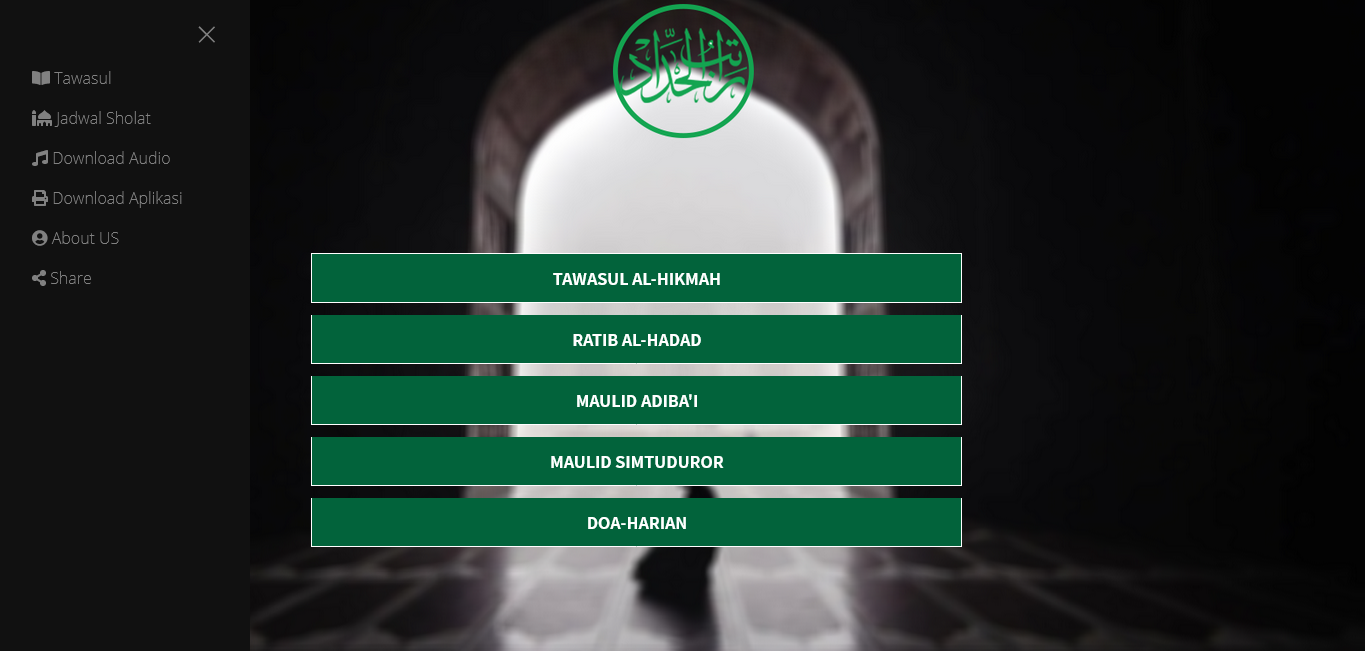 Tawasul
Jadwal Sholat
Download Audio
Download Aplikasi
About US
Share
راتب الحداد
TAWASUL AL-HIKMAH
RATIB AL-HADAD
MAULID ADIBA'I
MAULID SIMTUDUROR
DOA-HARIAN